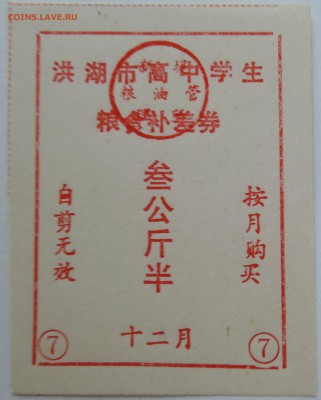 COINS.LAVE.RU
洪湖市高中学生
粮食补差券
粮油管
叁公斤半
自剪无效
按月购买
十二月
7
7